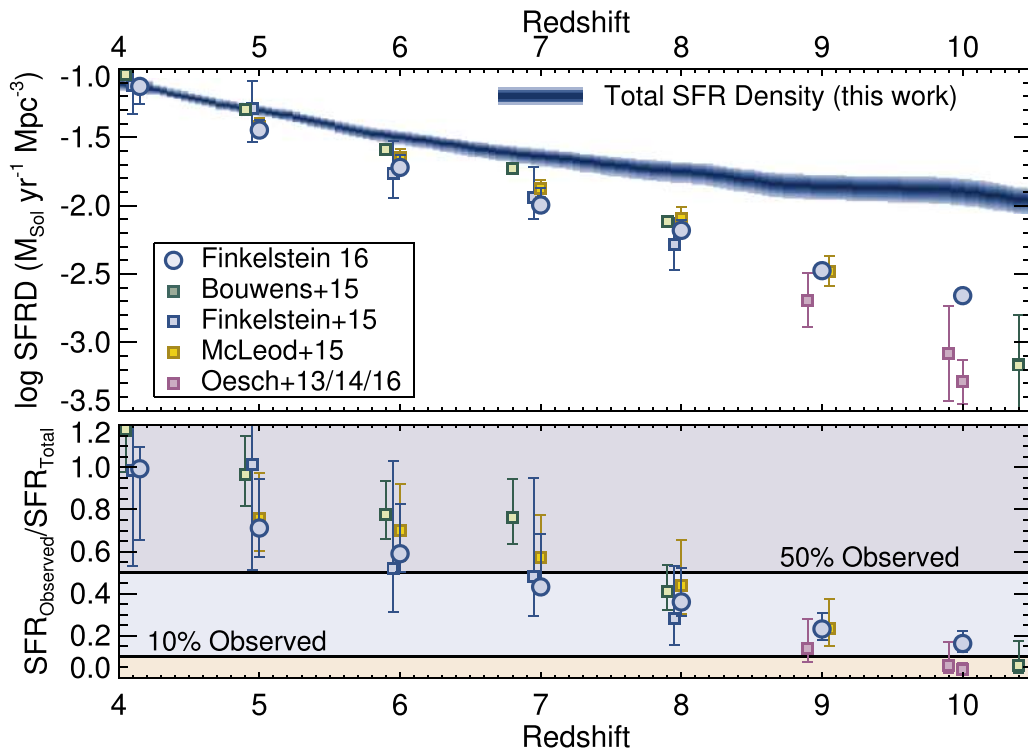 Redshift
4 5 6 7 8 9 10
-1.0
-1.5
-2.0
-2.5
-3.0
-3.5
log SFRD (M_Sol yr^-1 Mpc^-3)
Total SFR Density (this work)
Finkelstein 16
Bouwens+15
Finkelstein+15
McLeod+15
Oesch+13/14/16
1.2
1.0
0.8
0.6
0.4
0.2
0.0
SFR_Observed/SFR_Total
50% Observed
10% Observed
4 5 6 7 8 9 10
Redshift